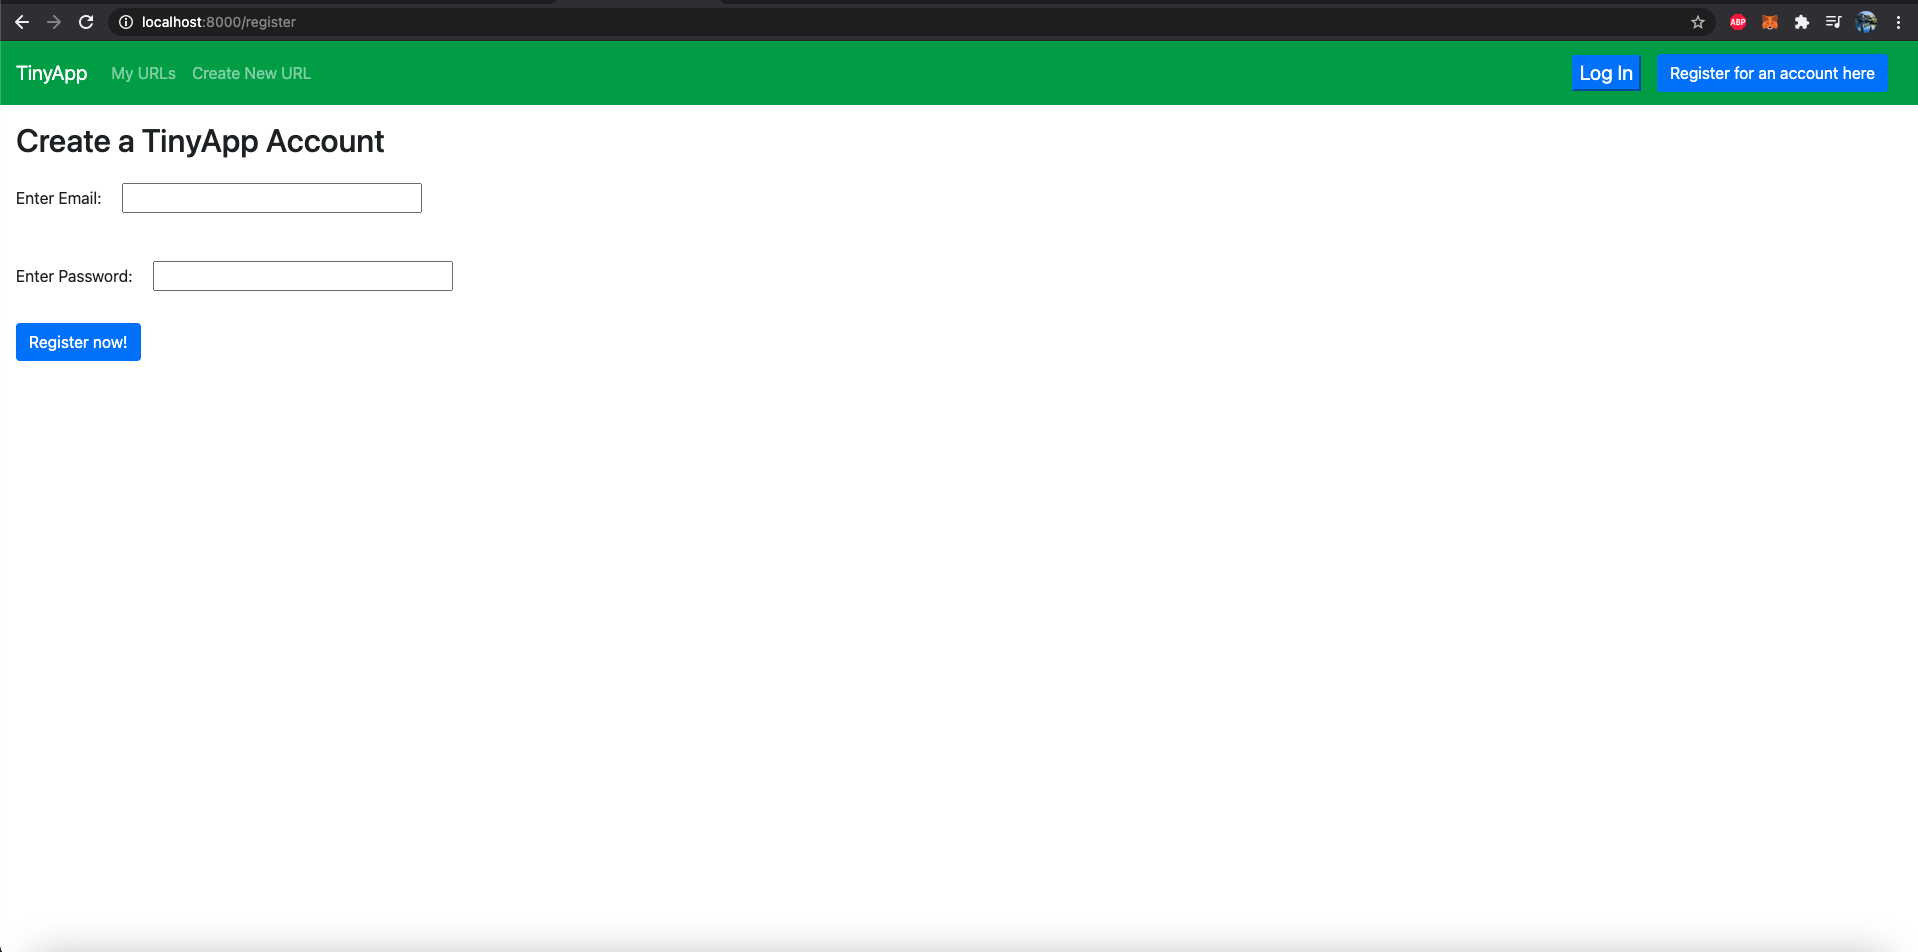 localhost:8000/register
ABP
TinyApp My URLs Create New URL Log In Register for an account here
Create a TinyApp Account
Enter Email:
Enter Password:
Register now!